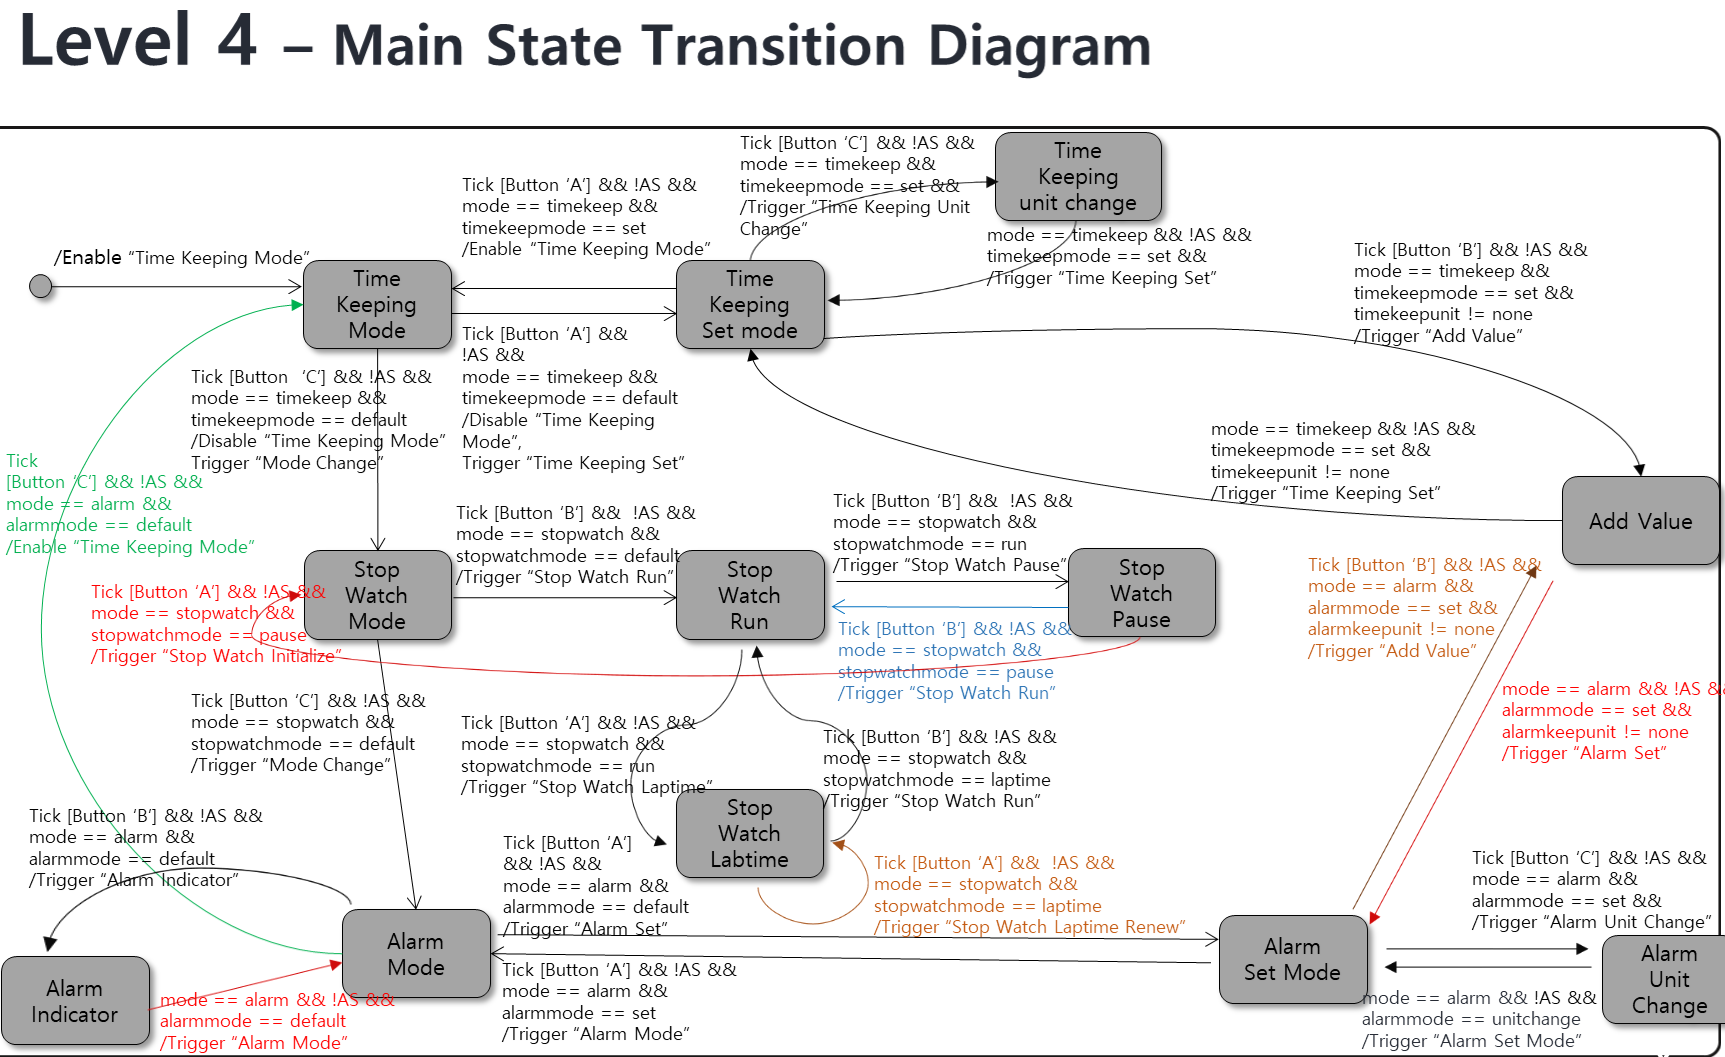 Level 4 – Main State Transition Diagram
Tick [Button ‘C’] && !AS &&
mode == timekeep &&
timekeepmode == set &&
/Trigger “Time Keeping Unit
Change”
Time
Keeping
unit change
Tick [Button ‘A’] && !AS &&
mode == timekeep &&
timekeepmode == set
/Enable “Time Keeping Mode”
mode == timekeep && !AS &&
timekeepmode == set &&
/Trigger “Time Keeping Set”
Tick [Button ‘B’] && !AS &&
mode == timekeep &&
timekeepmode == set &&
timekeepunit != none
/Trigger “Add Value”
/Enable “Time Keeping Mode”
Time
Keeping
Mode
Time
Keeping
Set mode
Tick [Button ‘A’] &&
!AS &&
mode == timekeep &&
timekeepmode == default
/Disable “Time Keeping
Mode”,
Trigger “Time Keeping Set”
Tick [Button  ‘C’] && !AS &&
mode == timekeep &&
timekeepmode == default
/Disable “Time Keeping Mode”
Trigger “Mode Change”
Tick
[Button ‘C’] && !AS &&
mode == alarm &&
alarmmode == default
/Enable “Time Keeping Mode”
mode == timekeep && !AS &&
timekeepmode == set &&
timekeepunit != none
/Trigger “Time Keeping Set”
Add Value
Tick [Button ‘B’] &&  !AS &&
mode == stopwatch &&
stopwatchmode == default
/Trigger “Stop Watch Run”
Tick [Button ‘B’] &&  !AS &&
mode == stopwatch &&
stopwatchmode == run
/Trigger “Stop Watch Pause”
Stop
Watch
Mode
Stop
Watch
Run
Stop
Watch
Pause
Tick [Button ‘A’] && !AS &&
mode == stopwatch &&
stopwatchmode == pause
/Trigger “Stop Watch Initialize”
Tick [Button ‘B’] && !AS &&
mode == stopwatch &&
stopwatchmode == pause
/Trigger “Stop Watch Run”
Tick [Button ‘B’] && !AS &&
mode == alarm &&
alarmmode == set &&
alarmkeepunit != none
/Trigger “Add Value”
mode == alarm && !AS &&
alarmmode == set &&
alarmkeepunit != none
/Trigger “Alarm Set”
Tick [Button ‘C’] && !AS &&
mode == stopwatch &&
stopwatchmode == default
/Trigger “Mode Change”
Tick [Button ‘A’] && !AS &&
mode == stopwatch &&
stopwatchmode == run
/Trigger “Stop Watch Laptime”
Tick [Button ‘B’] && !AS &&
mode == stopwatch &&
stopwatchmode == laptime
/Trigger “Stop Watch Run”
Stop
Watch
Labtime
Tick [Button ‘A’] &&  !AS &&
mode == stopwatch &&
stopwatchmode == laptime
/Trigger “Stop Watch Laptime Renew”
Tick [Button ‘B’] && !AS &&
mode == alarm &&
alarmmode == default
/Trigger “Alarm Indicator”
Tick [Button ‘A’]
&& !AS &&
mode == alarm &&
alarmmode == default
/Trigger “Alarm Set”
Tick [Button ‘C’] && !AS &&
mode == alarm &&
alarmmode == set &&
/Trigger “Alarm Unit Change”
Alarm
Mode
Alarm
Set Mode
Alarm
Unit
Change
Alarm
Indicator
mode == alarm && !AS &&
alarmmode == default
/Trigger “Alarm Mode”
Tick [Button ‘A’] && !AS &&
mode == alarm &&
alarmmode == set
/Trigger “Alarm Mode”
mode == alarm && !AS &&
alarmmode == unitchange
/Trigger “Alarm Set Mode”